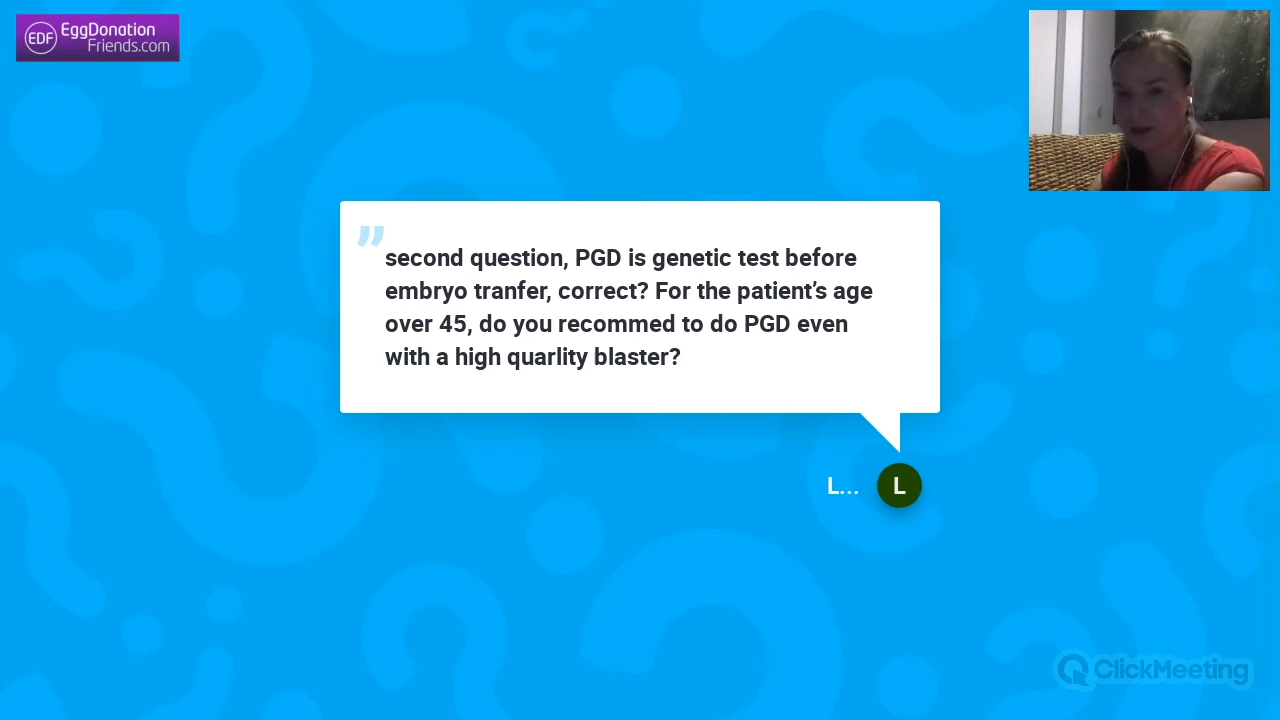 EDF EggDonation
Friends.com
second question, PGD is genetic test before
embryo tranfer, correct? For the patient’s age
over 45, do you recommed to do PGD even
with a high quarlity blaster?
L... L
ClickMeeting